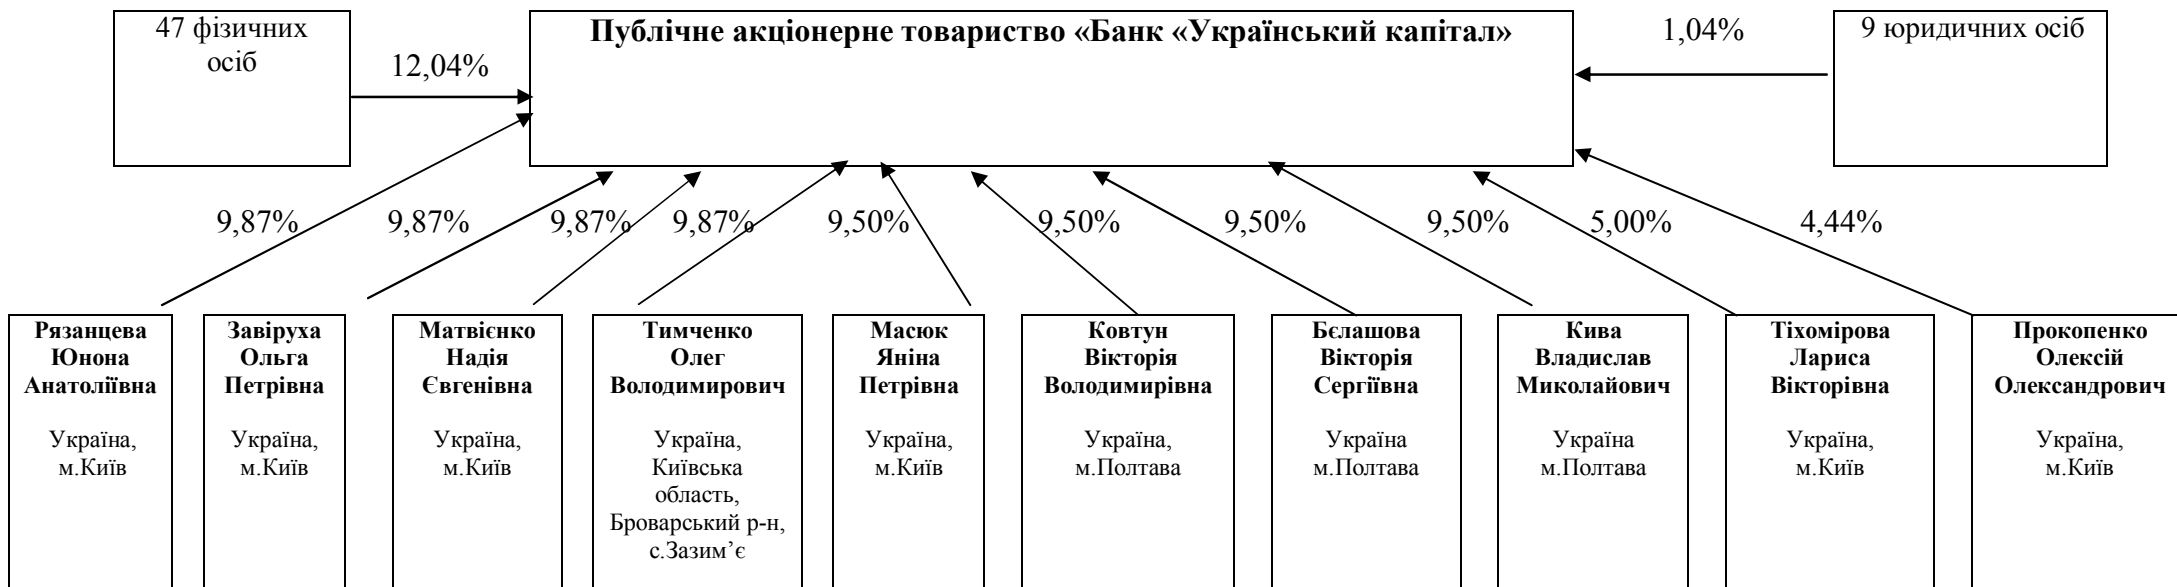 47 фізичних
осіб
12,04%
Публічне акціонерне товариство «Банк «Український капітал»
1,04%
9 юридичних осіб
9,87%
9,87%
9,87%
9,87%
9,50%
9,50%
9,50%
9,50%
5,00%
4,44%
Рязанцева
Юнона
Анатоліївна
Україна,
м.Київ
Завіруха
Ольга
Петрівна
Україна,
м.Київ
Матвієнко
Надія
Євгенівна
Україна,
м.Київ
Тимченко
Олег
Володимирович
Україна,
Київська
область,
Броварський р-н,
с.Зазим’є
Масюк
Яніна
Петрівна
Україна,
м.Київ
Ковтун
Вікторія
Володимирівна
Україна,
м.Полтава
Бєлашова
Вікторія
Сергіївна
Україна
м.Полтава
Кива
Владислав
Миколайович
Україна
м.Полтава
Тіхомірова
Лариса
Вікторівна
Україна,
м.Київ
Прокопенко
Олексій
Олександрович
Україна,
м.Київ